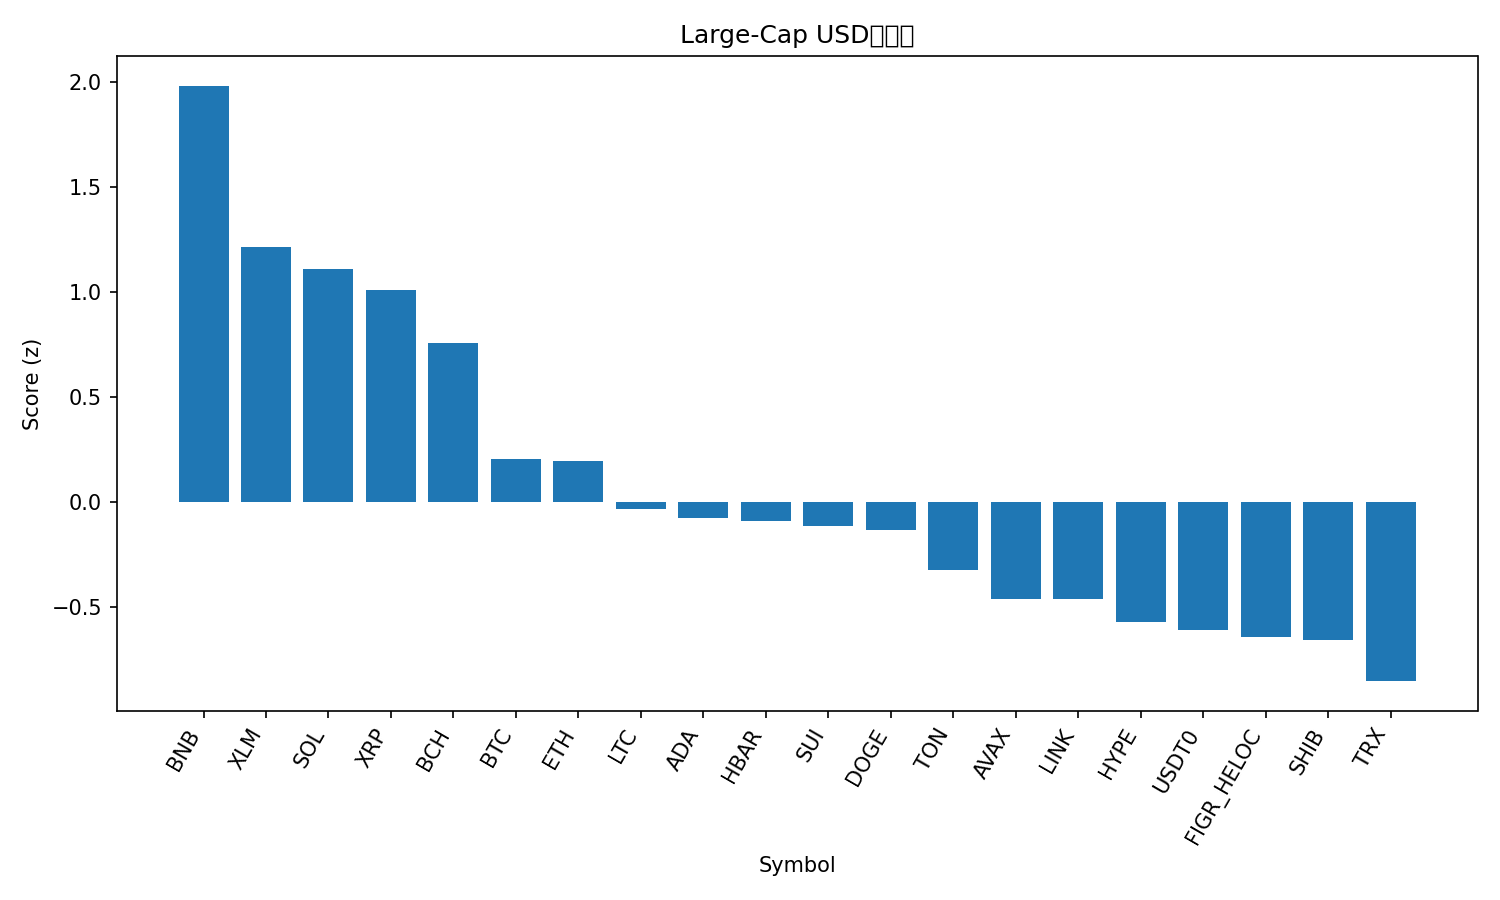 Large-Cap USD
2.0
1.5
1.0
0.5
0.0
−0.5
Score (z)
BNB
XLM
SOL
XRP
BCH
BTC
ETH
LTC
ADA
HBAR
SUI
DOGE
TON
AVAX
LINK
HYPE
USDT0
FIGR_HELOC
SHIB
TRX
Symbol